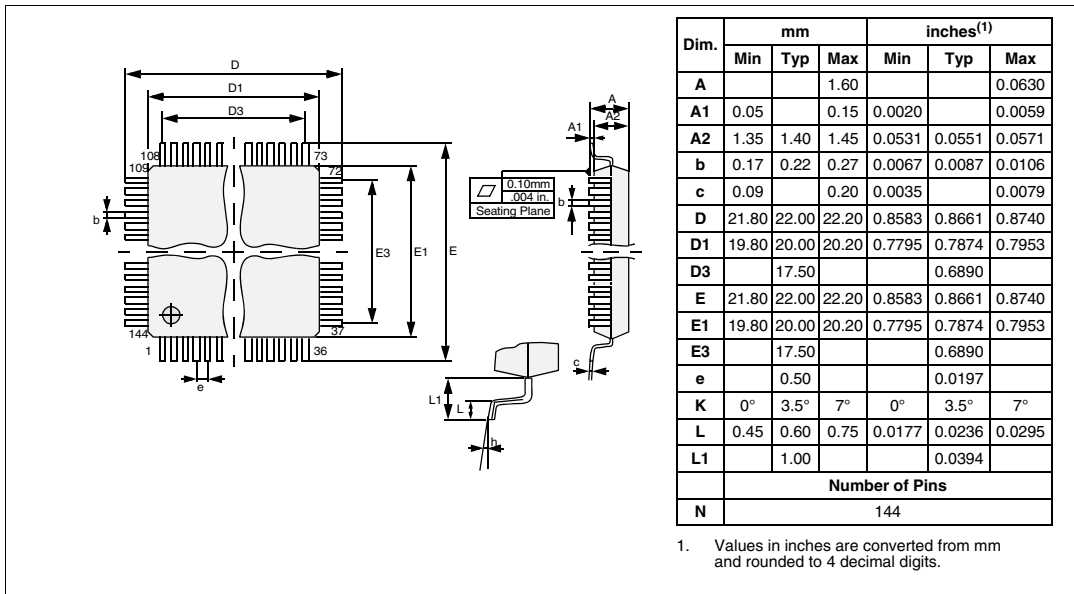 D
D1
D3
A
A2
A1
108
73
109
72
0.10mm
.004 in.
Seating Plane
b
b
E3
E1
E
144
37
1
36
e
c
L1
L
h
Dim. mm inches(1)
Min Typ Max Min Typ Max
A 1.60 0.0630
A1 0.05 0.15 0.0020 0.0059
A2 1.35 1.40 1.45 0.0531 0.0551 0.0571
b 0.17 0.22 0.27 0.0067 0.0087 0.0106
c 0.09 0.20 0.0035 0.0079
D 21.80 22.00 22.20 0.8583 0.8661 0.8740
D1 19.80 20.00 20.20 0.7795 0.7874 0.7953
D3 17.50 0.6890
E 21.80 22.00 22.20 0.8583 0.8661 0.8740
E1 19.80 20.00 20.20 0.7795 0.7874 0.7953
E3 17.50 0.6890
e 0.50 0.0197
K 0° 3.5° 7° 0° 3.5° 7°
L 0.45 0.60 0.75 0.0177 0.0236 0.0295
L1 1.00 0.0394
Number of Pins
N 144
1. Values in inches are converted from mm
and rounded to 4 decimal digits.